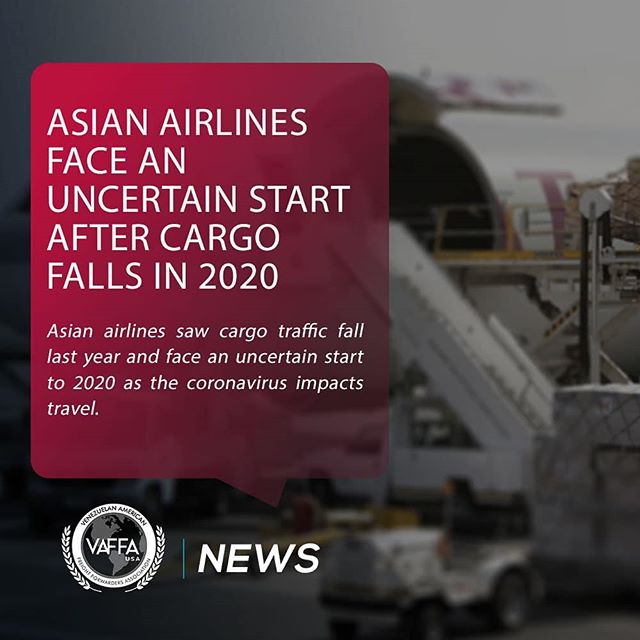 ASIAN AIRLINES
FACE AN
UNCERTAIN START
AFTER CARGO
FALLS IN 2020
Asian airlines saw cargo traffic fall
last year and face an uncertain start
to 2020 as the coronavirus impacts
travel.
VENEZUELAN AMERICAN
VAFFA
USA
FREIGHT FORWARDERS ASSOCIATION
NEWS